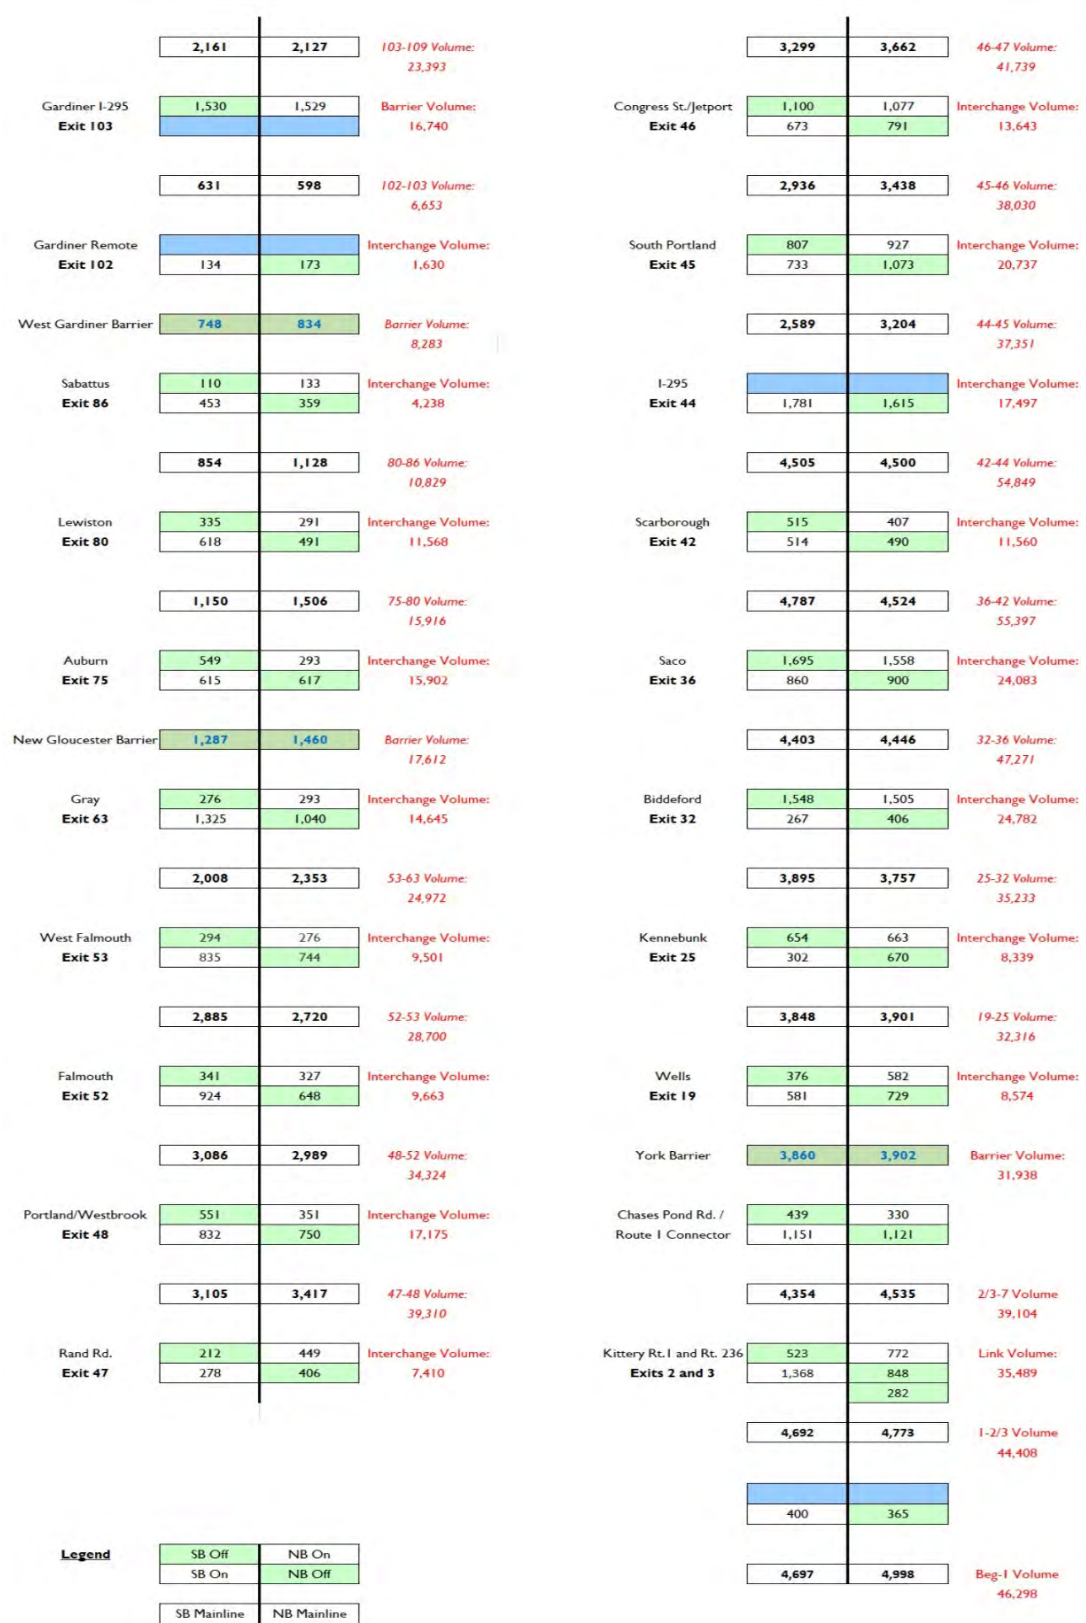 2,161 2,127 103-109 Volume:
23,393
Gardiner I-295 1,530 1,529 Barrier Volume:
Exit 103 16,740
631 598 102-103 Volume:
6,653
Gardiner Remote Interchange Volume:
Exit 102 134 173 1,630
West Gardiner Barrier 748 834 Barrier Volume:
8,283
Sabattus 110 133 Interchange Volume:
Exit 86 453 359 4,238
854 1,128 80-86 Volume:
10,829
Lewiston 335 291 Interchange Volume:
Exit 80 618 491 11,568
1,150 1,506 75-80 Volume:
15,916
Auburn 549 293 Interchange Volume:
Exit 75 615 617 15,902
New Gloucester Barrier 1,287 1,460 Barrier Volume:
17,612
Gray 276 293 Interchange Volume:
Exit 63 1,325 1,040 14,645
2,008 2,353 53-63 Volume:
24,972
West Falmouth 294 276 Interchange Volume:
Exit 53 835 744 9,501
2,885 2,720 52-53 Volume:
28,700
Falmouth 341 327 Interchange Volume:
Exit 52 924 648 9,663
3,086 2,989 48-52 Volume:
34,324
Portland/Westbrook 551 351 Interchange Volume:
Exit 48 832 750 17,175
3,105 3,417 47-48 Volume:
39,310
Rand Rd. 212 449 Interchange Volume:
Exit 47 278 406 7,410
Legend SB Off NB On
SB On NB Off
SB Mainline NB Mainline
3,299 3,662 46-47 Volume:
41,739
Congress St./Jetport 1,100 1,077 Interchange Volume:
Exit 46 673 791 13,643
2,936 3,438 45-46 Volume:
38,030
South Portland 807 927 Interchange Volume:
Exit 45 733 1,073 20,737
2,589 3,204 44-45 Volume:
37,351
I-295 Interchange Volume:
Exit 44 1,781 1,615 17,497
4,505 4,500 42-44 Volume:
54,849
Scarborough 515 407 Interchange Volume:
Exit 42 514 490 11,560
4,787 4,524 36-42 Volume:
55,397
Saco 1,695 1,558 Interchange Volume:
Exit 36 860 900 24,083
4,403 4,446 32-36 Volume:
47,271
Biddeford 1,548 1,505 Interchange Volume:
Exit 32 267 406 24,782
3,895 3,757 25-32 Volume:
35,233
Kennebunk 654 663 Interchange Volume:
Exit 25 302 670 8,339
3,848 3,901 19-25 Volume:
32,316
Wells 376 582 Interchange Volume:
Exit 19 581 729 8,574
York Barrier 3,860 3,902 Barrier Volume:
31,938
Chases Pond Rd. / 439 330
Route 1 Connector 1,151 1,121
4,354 4,535 2/3-7 Volume
39,104
Kittery Rt.1 and Rt. 236 523 772 Link Volume:
Exits 2 and 3 1,368 848 35,489
282
4,692 4,773 1-2/3 Volume
44,408
400 365
4,697 4,998 Beg-1 Volume
46,298